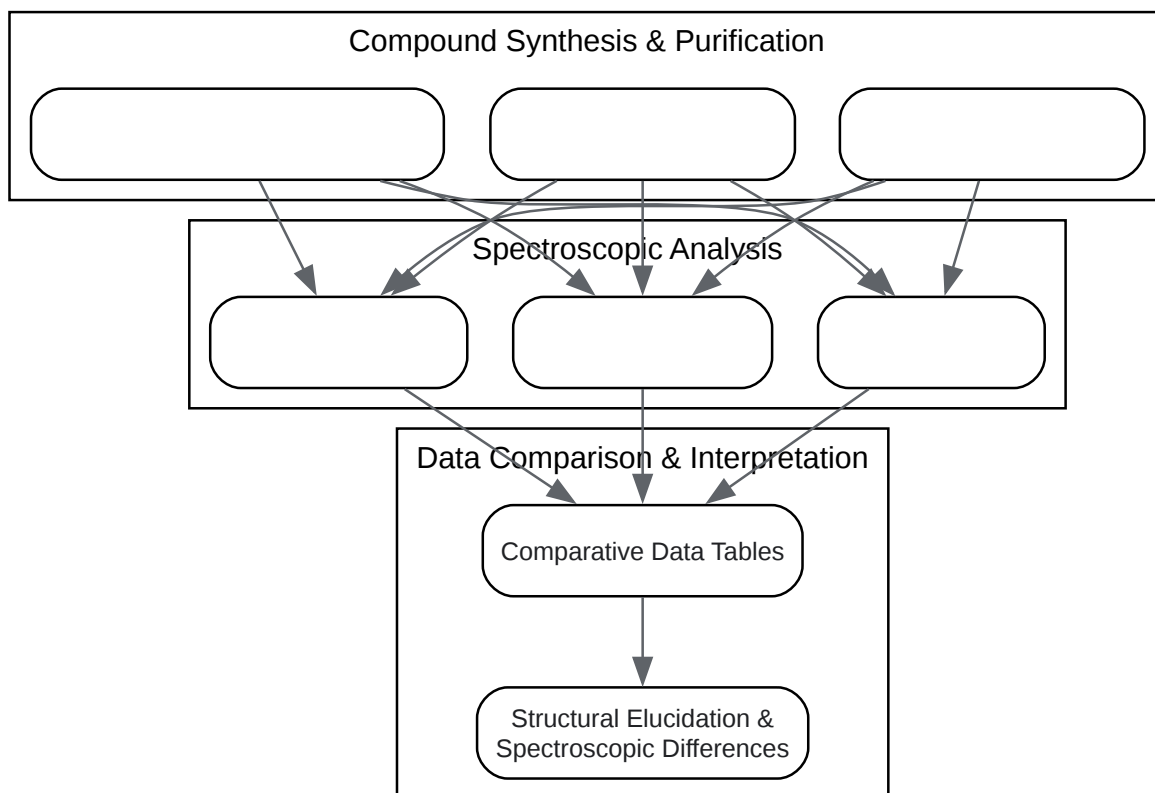 Compound Synthesis & Purification
Spectroscopic Analysis
Data Comparison & Interpretation
Comparative Data Tables
Structural Elucidation &
Spectroscopic Differences